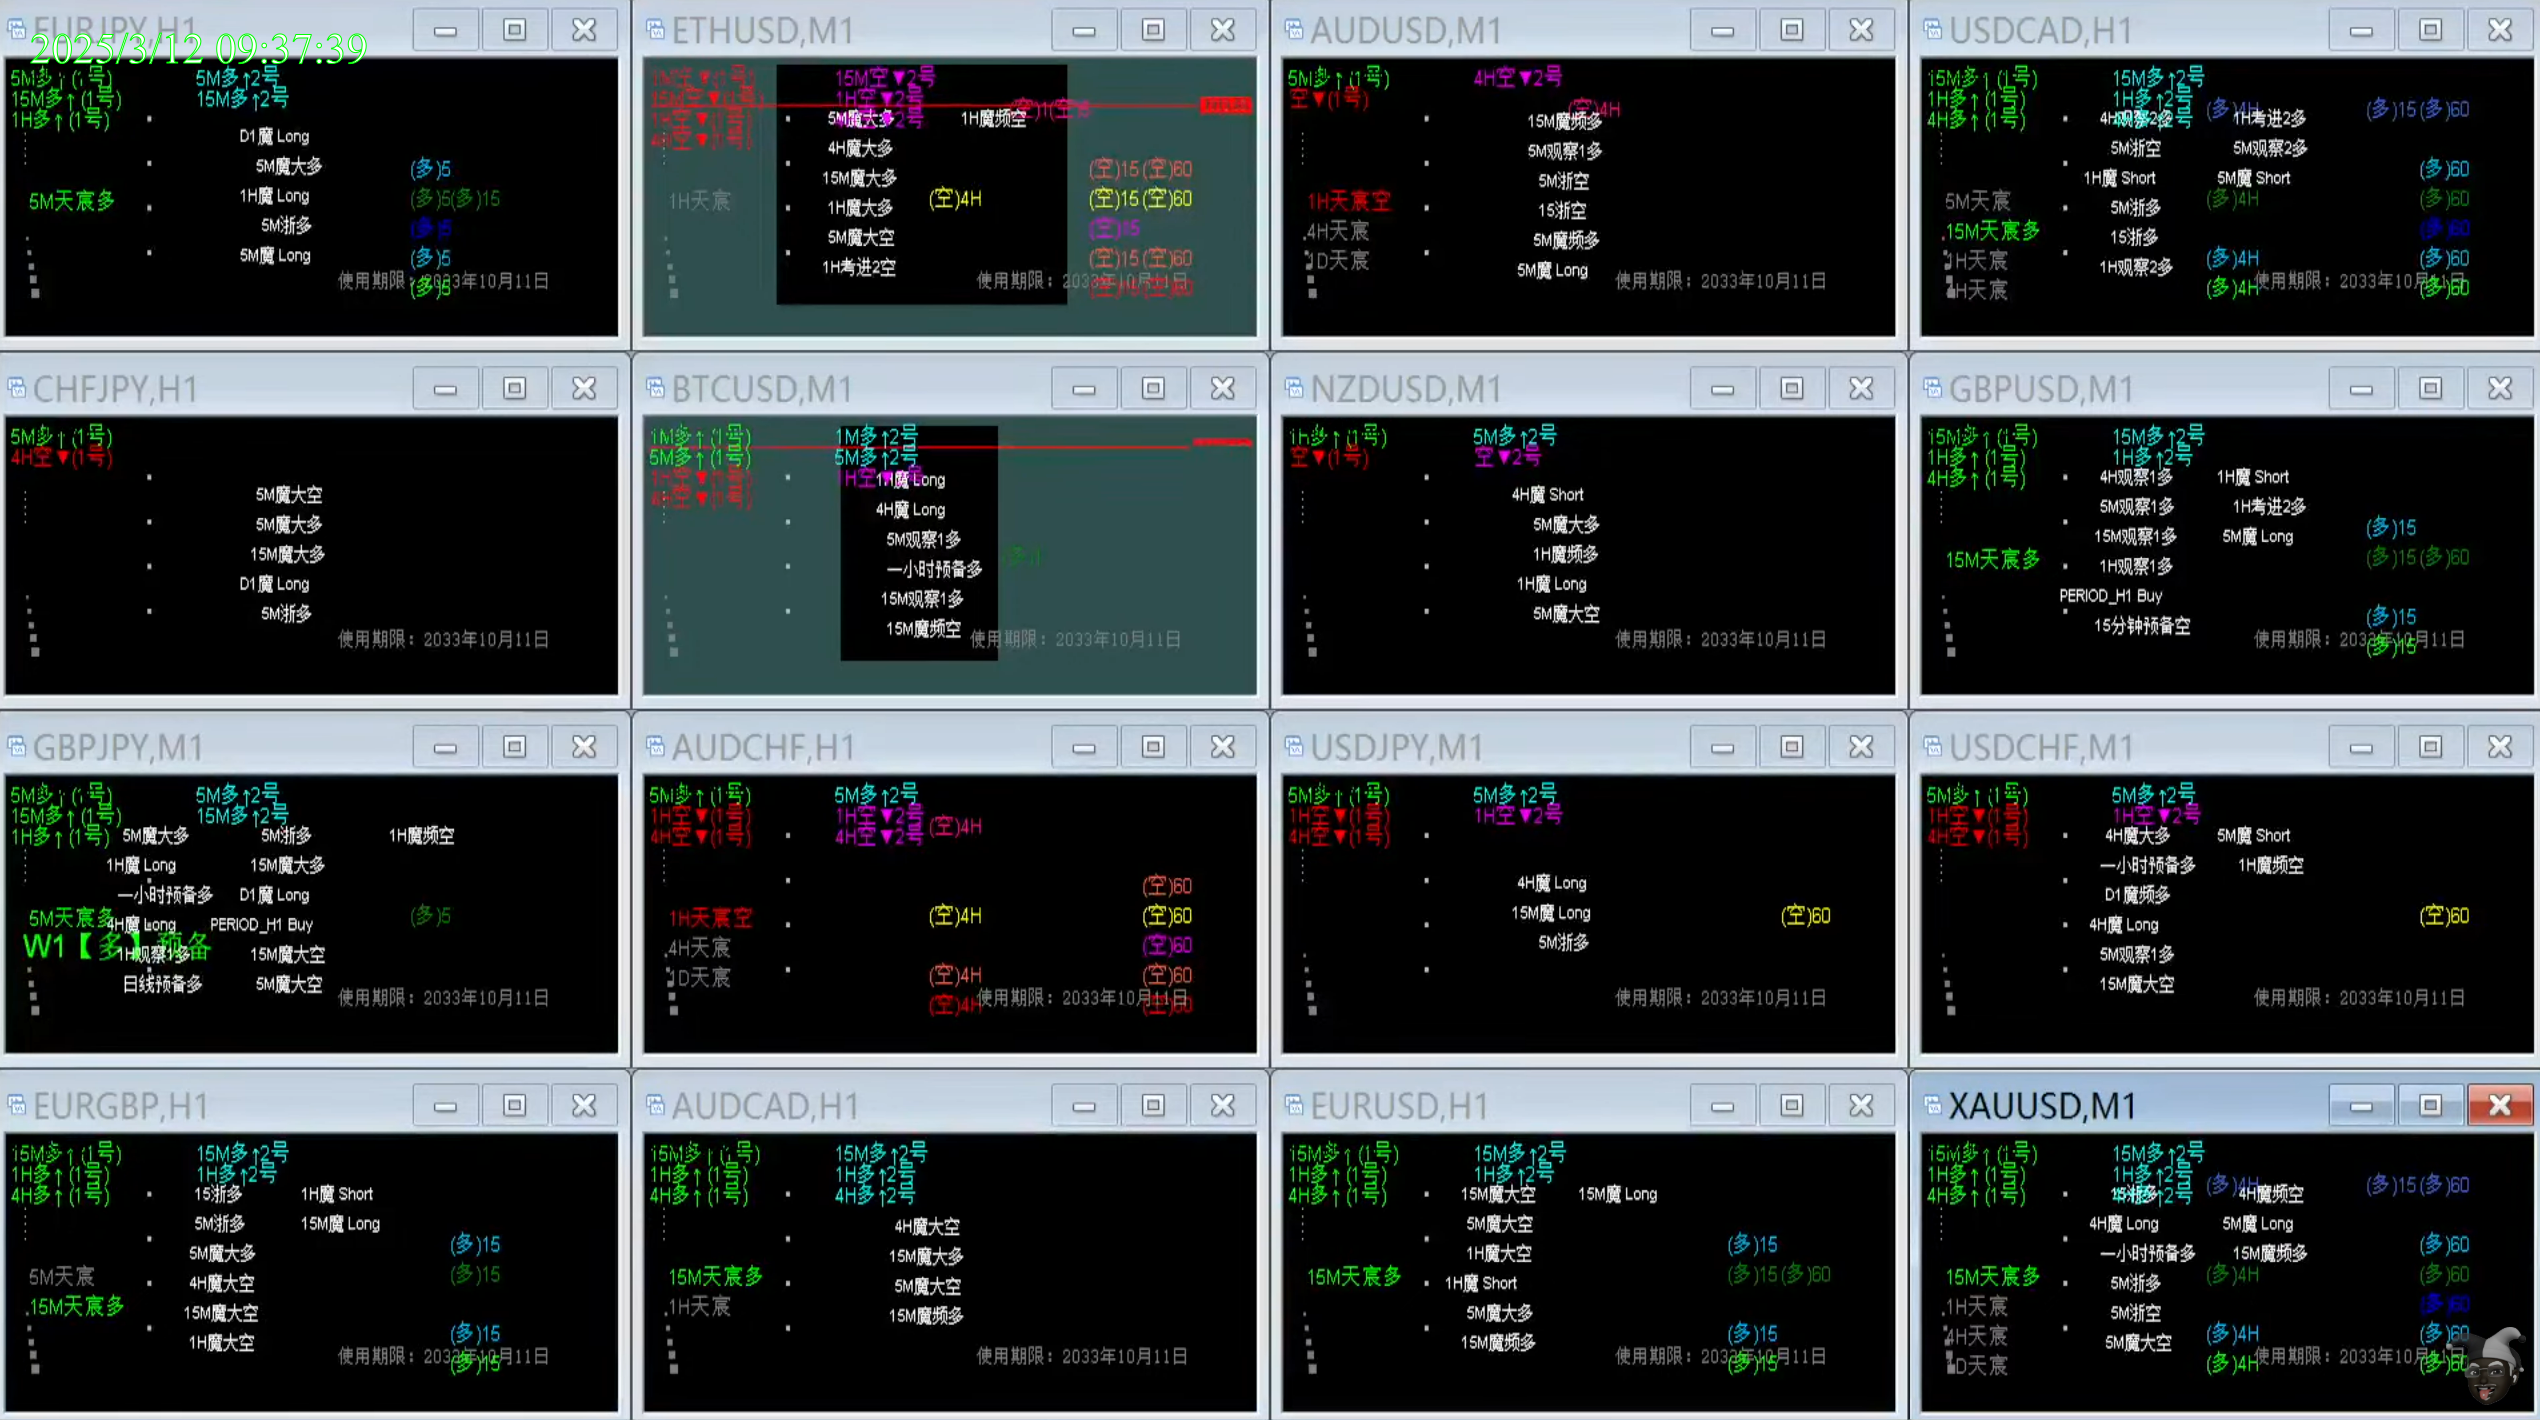 EURJPY,H1
2025/3/12 09:37:39
5M多↑(1号) 5M多↑2号
15M多↑(1号) 15M多↑2号
1H多↑(1号)
D1魔 Long
5M魔大多 (多)5
1H魔 Long (多)5(多)15
5M天宸多
5M浙多 (多)5
5M魔 Long (多)5
使用期限：2033年10月11日
(多)5
ETHUSD,M1
15M空▼2号
1H空▼2号
5M魔大多 1H魔频空
4H魔大多
15M魔大多 (空)15(空)60
1H天宸 (空)4H (空)15(空)60
1H魔大多
5M魔大空 (空)15
1H考进2空 (空)15(空)60
使用期限：2033年10月11日
AUDUSD,M1
5M多↑(1号) 4H空▼2号
空▼(1号)
(空)4H
15M魔频多
5M观察1多
5M浙空
1H天宸空 15浙空
4H天宸 5M魔频多
1D天宸 5M魔 Long
使用期限：2033年10月11日
USDCAD,H1
15M多↑(1号) 15M多↑2号
1H多↑(1号) 1H多↑2号 (多)4H (多)15(多)60
4H多↑(1号) 4H观察2多 1H考进2多
5M浙空 5M观察2多
1H魔 Short 5M魔 Short (多)60
5M天宸 5M浙多 (多)4H (多)60
15M天宸多 15浙多 (多)60
1H天宸 1H观察2多 (多)4H (多)60
4H天宸 (多)4H 使用期限：2033年10月11日 (多)60
CHFJPY,H1
5M多↑(1号)
4H空▼(1号)
5M魔大空
5M魔大多
15M魔大多
D1魔 Long
5M浙多
使用期限：2033年10月11日
BTCUSD,M1
1M多↑(1号) 1M多↑2号
5M多↑(1号) 5M多↑2号
1H空▼(1号) 1H空▼2号
4H空▼(1号) 1H魔 Long
4H魔 Long
5M观察1多
一小时预备多
15M观察1多
15M魔频空
使用期限：2033年10月11日
NZDUSD,M1
1H多↑(1号) 5M多↑2号
空▼(1号) 空▼2号
4H魔 Short
5M魔大多
1H魔频多
1H魔 Long
5M魔大空
使用期限：2033年10月11日
GBPUSD,M1
15M多↑(1号) 15M多↑2号
1H多↑(1号) 1H多↑2号
4H多↑(1号) 4H观察1多 1H魔 Short
5M观察1多 1H考进2多
15M观察1多 5M魔 Long (多)15
15M天宸多 1H观察1多 (多)15(多)60
PERIOD_H1 Buy
15分钟预备空 (多)15
使用期限：2033年10月11日
(多)15
GBPJPY,M1
5M多↑(1号) 5M多↑2号
15M多↑(1号) 15M多↑2号
1H多↑(1号) 5M魔大多 5M浙多 1H魔频空
1H魔 Long 15M魔大多
一小时预备多 D1魔 Long
5M天宸多 4H魔 Long PERIOD_H1 Buy (多)5
W1【多】预备
1H观察1多 15M魔大空
日线预备多 5M魔大空
使用期限：2033年10月11日
AUDCHF,H1
5M多↑(1号) 5M多↑2号
1H空▼(1号) 1H空▼2号
4H空▼(1号) 4H空▼2号 (空)4H
(空)60
1H天宸空 (空)4H (空)60
4H天宸 (空)60
1D天宸 (空)4H (空)60
(空)4H 使用期限：2033年10月11日 (空)60
USDJPY,M1
5M多↑(1号) 5M多↑2号
1H空▼(1号) 1H空▼2号
4H空▼(1号)
4H魔 Long
15M魔 Long (空)60
5M浙多
使用期限：2033年10月11日
USDCHF,M1
5M多↑(1号) 5M多↑2号
1H空▼(1号) 1H空▼2号
4H空▼(1号) 4H魔大多 5M魔 Short
一小时预备多 1H魔频空
D1魔频多
4H魔 Long (空)60
5M观察1多
15M魔大空
使用期限：2033年10月11日
EURGBP,H1
15M多↑(1号) 15M多↑2号
1H多↑(1号) 1H多↑2号
4H多↑(1号) 15浙多 1H魔 Short
5M浙多 15M魔 Long
5M魔大多 (多)15
5M天宸 4H魔大空 (多)15
15M天宸多 15M魔大空
1H魔大空 (多)15
使用期限：2033年10月11日
(多)15
AUDCAD,H1
15M多↑(1号) 15M多↑2号
1H多↑(1号) 1H多↑2号
4H多↑(1号) 4H多↑2号
4H魔大空
15M魔大多
15M天宸多 5M魔大空
1H天宸 15M魔频多
使用期限：2033年10月11日
EURUSD,H1
15M多↑(1号) 15M多↑2号
1H多↑(1号) 1H多↑2号
4H多↑(1号) 15M魔大空 15M魔 Long
5M魔大空
1H魔大空 (多)15
15M天宸多 1H魔 Short (多)15(多)60
5M魔大多
15M魔频多 (多)15
使用期限：2033年10月11日
(多)15
XAUUSD,M1
15M多↑(1号) 15M多↑2号
1H多↑(1号) 1H多↑2号 (多)4H (多)15(多)60
4H多↑(1号) 15浙多 4H魔频空
4H魔 Long 5M魔 Long
一小时预备多 15M魔频多 (多)60
15M天宸多 5M浙多 (多)4H (多)60
1H天宸 5M浙空 (多)60
4H天宸 5M魔大空 (多)4H (多)60
1D天宸 (多)4H 使用期限：2033年10月11日 (多)60